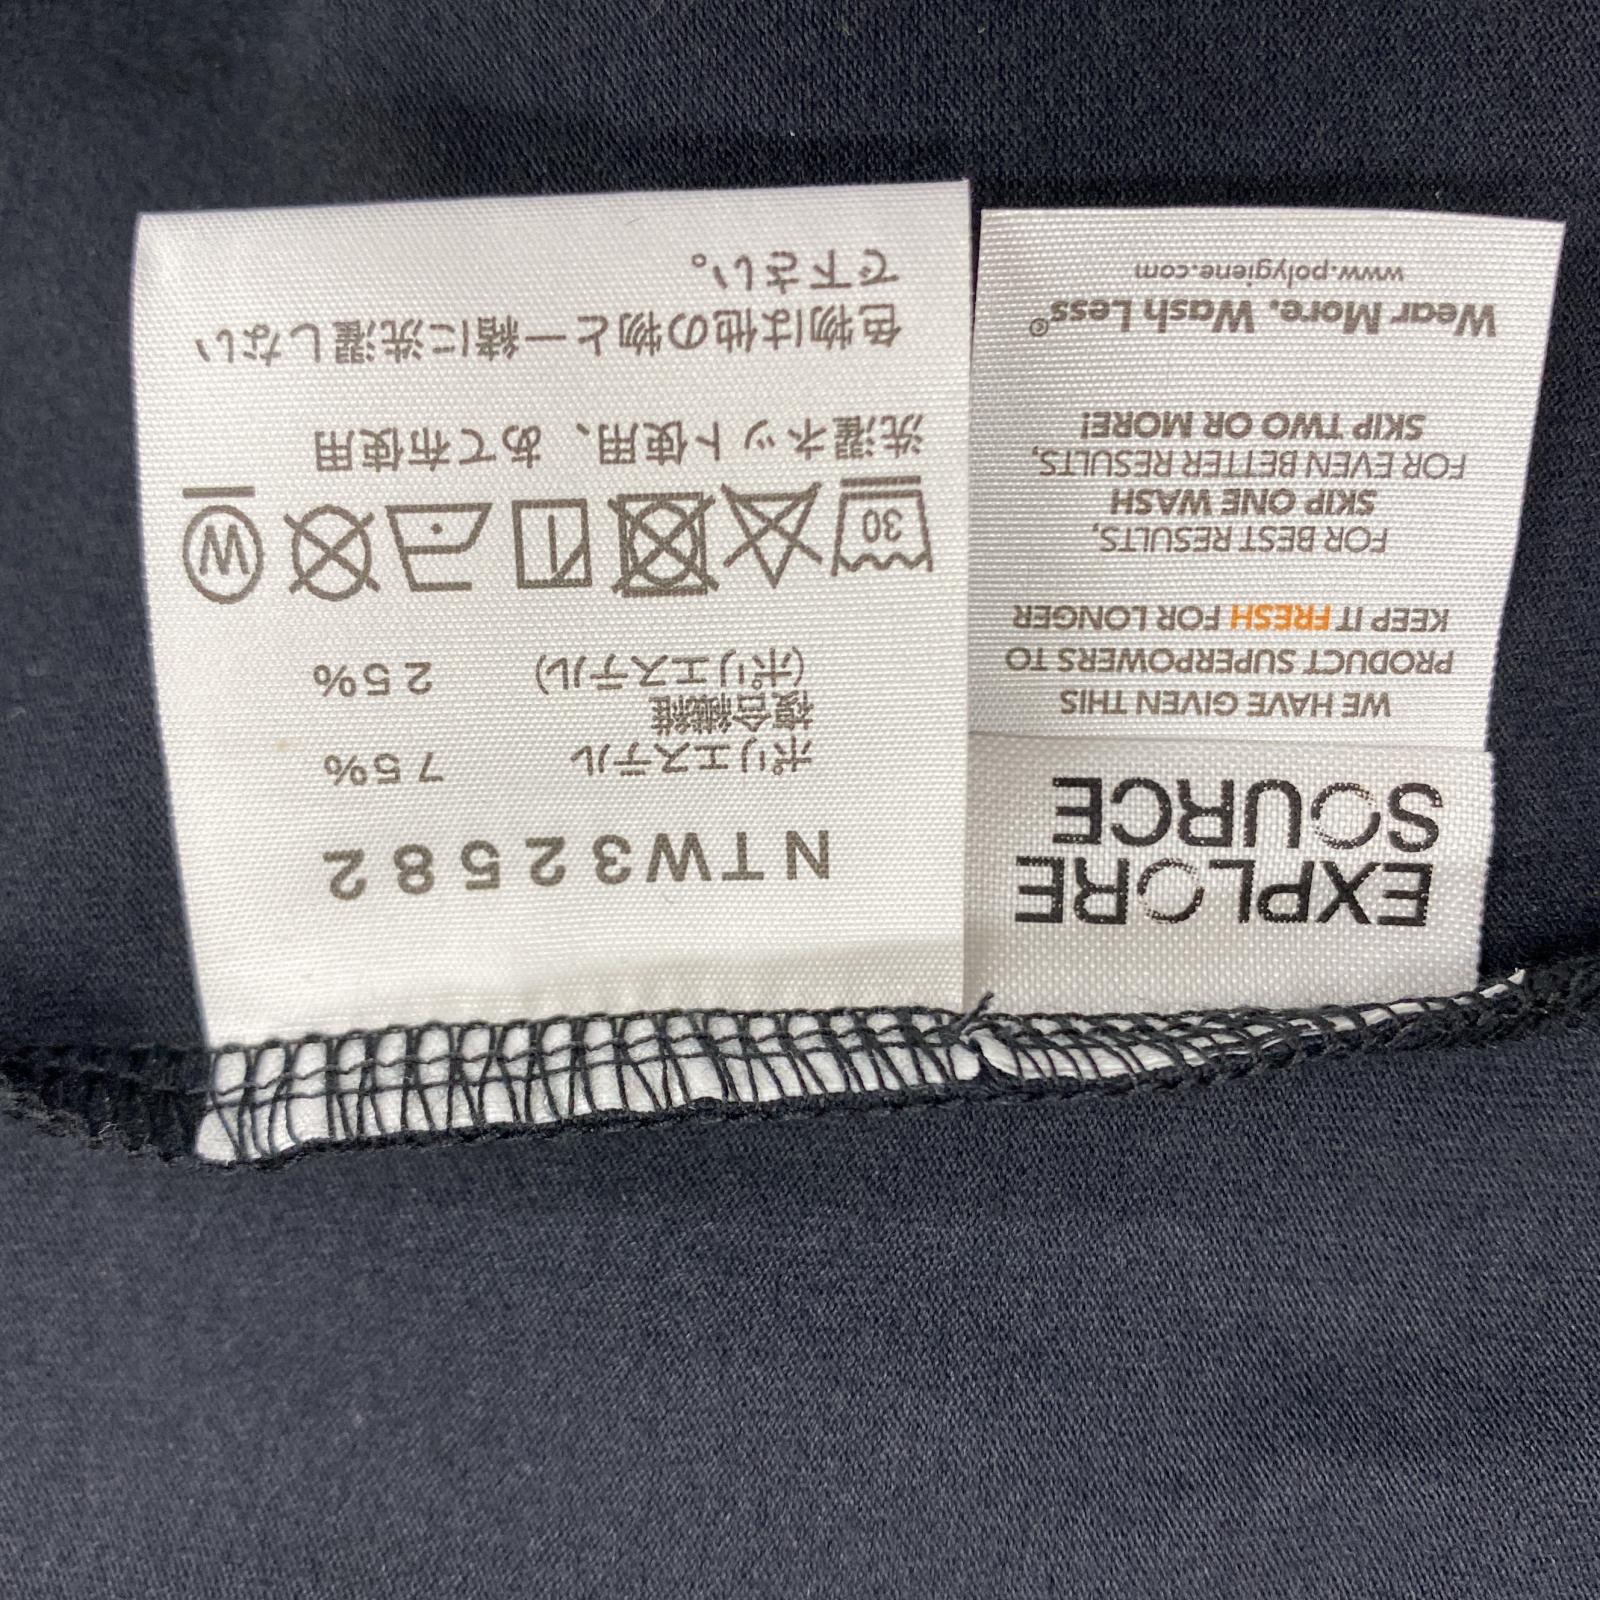 EXPLORE
SOURCE
WE HAVE GIVEN THIS
PRODUCT SUPERPOWERS TO
KEEP IT FRESH FOR LONGER
FOR BEST RESULTS,
SKIP ONE WASH
FOR EVEN BETTER RESULTS,
SKIP TWO OR MORE!
Wear More. Wash Less®
www.polygiene.com
NTW32582
ポリエステル 75%
複合繊維
(ポリエステル) 25%
30 W
洗濯ネット使用、あて布使用
色物は他の物と一緒に洗濯しない
で下さい。